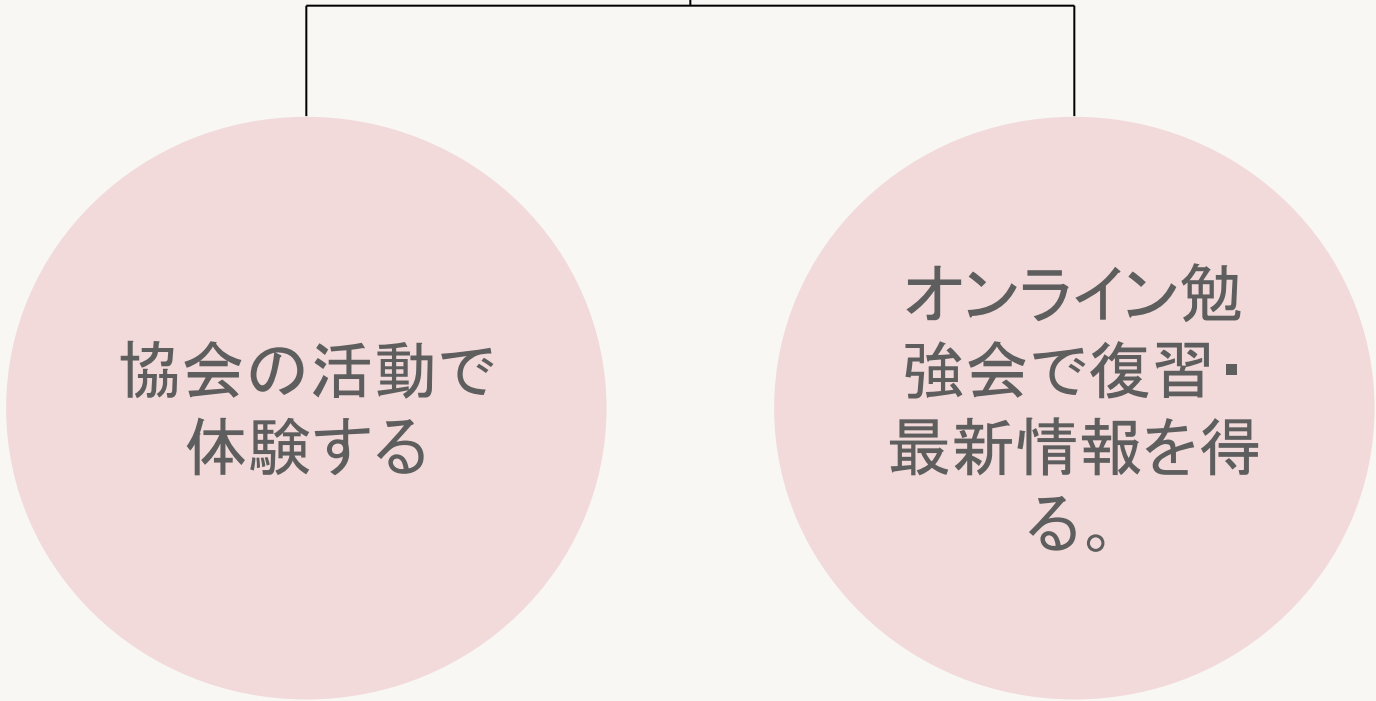 協会の活動で
体験する
オンライン勉
強会で復習・
最新情報を得
る。